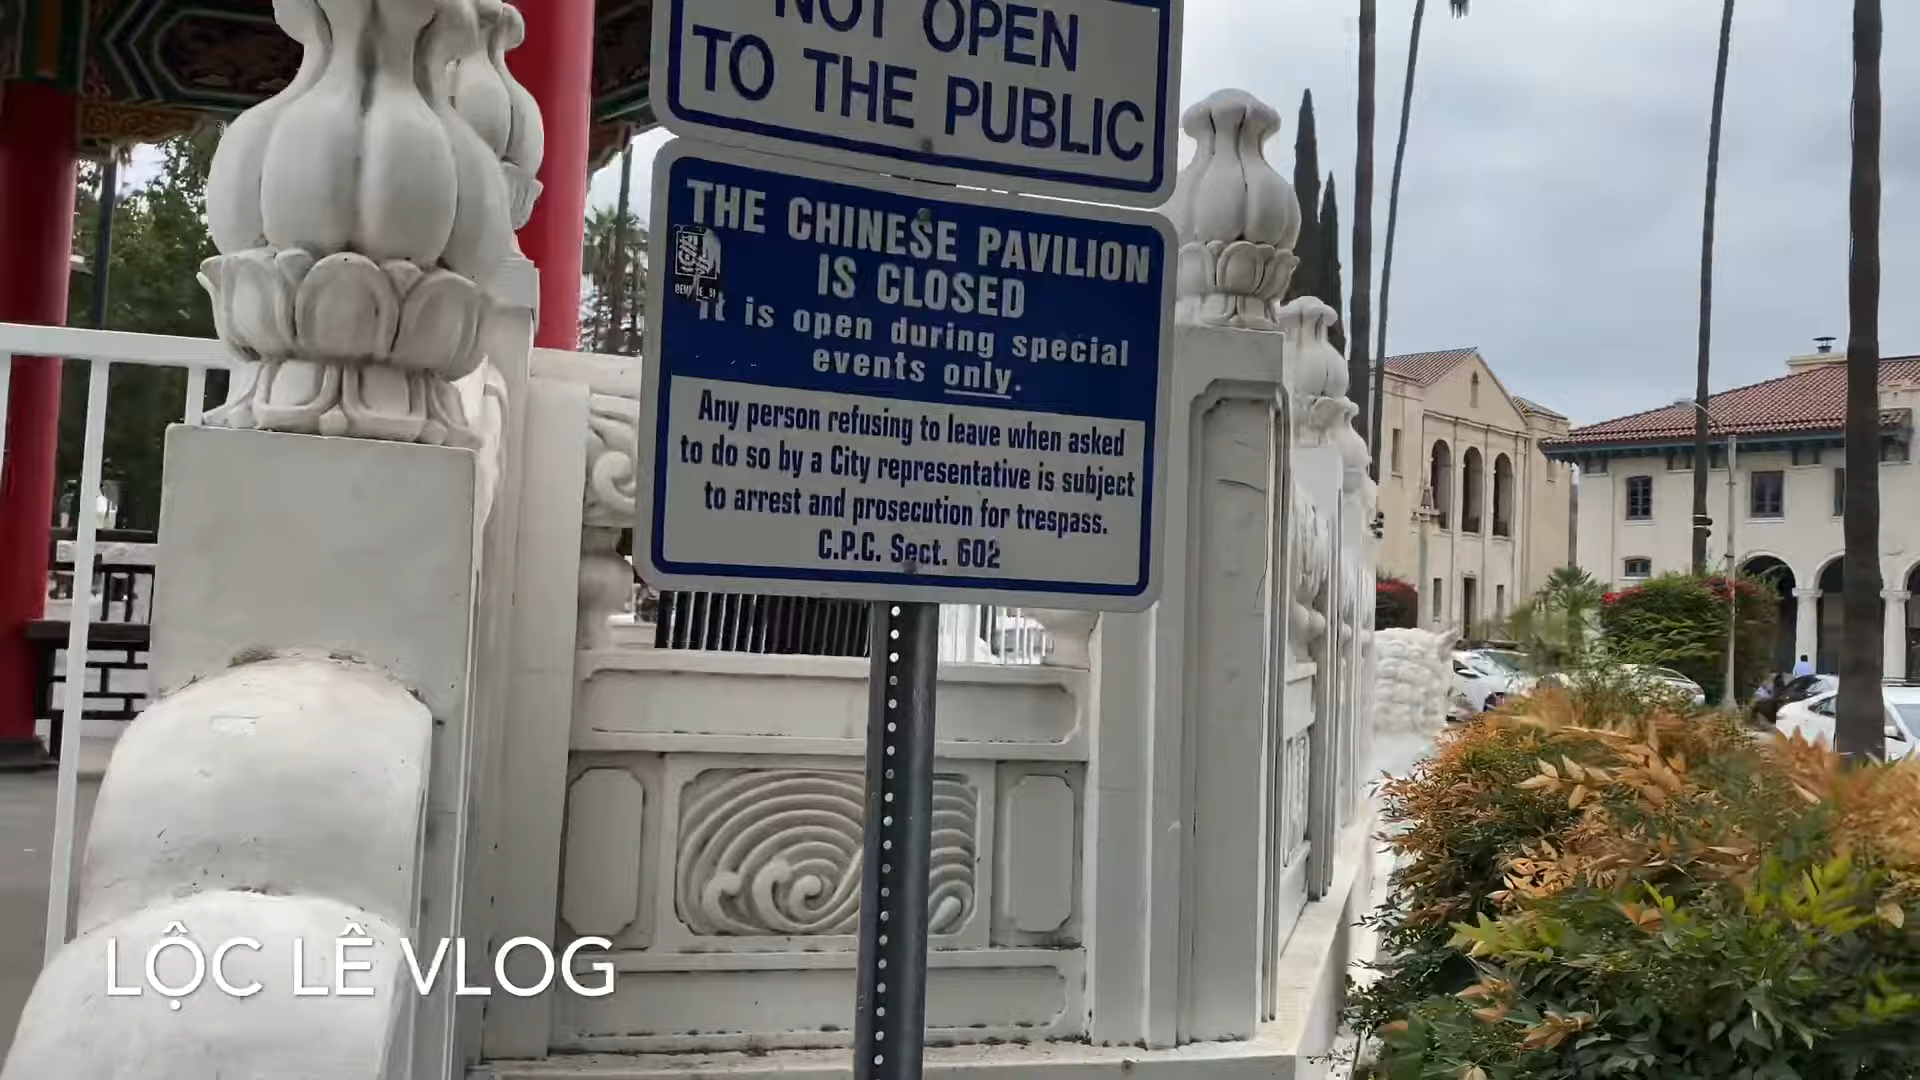 NOT OPEN
TO THE PUBLIC
THE CHINESE PAVILION
IS CLOSED
It is open during special
events only.
Any person refusing to leave when asked
to do so by a City representative is subject
to arrest and prosecution for trespass.
C.P.C. Sect. 602
LỘC LÊ VLOG